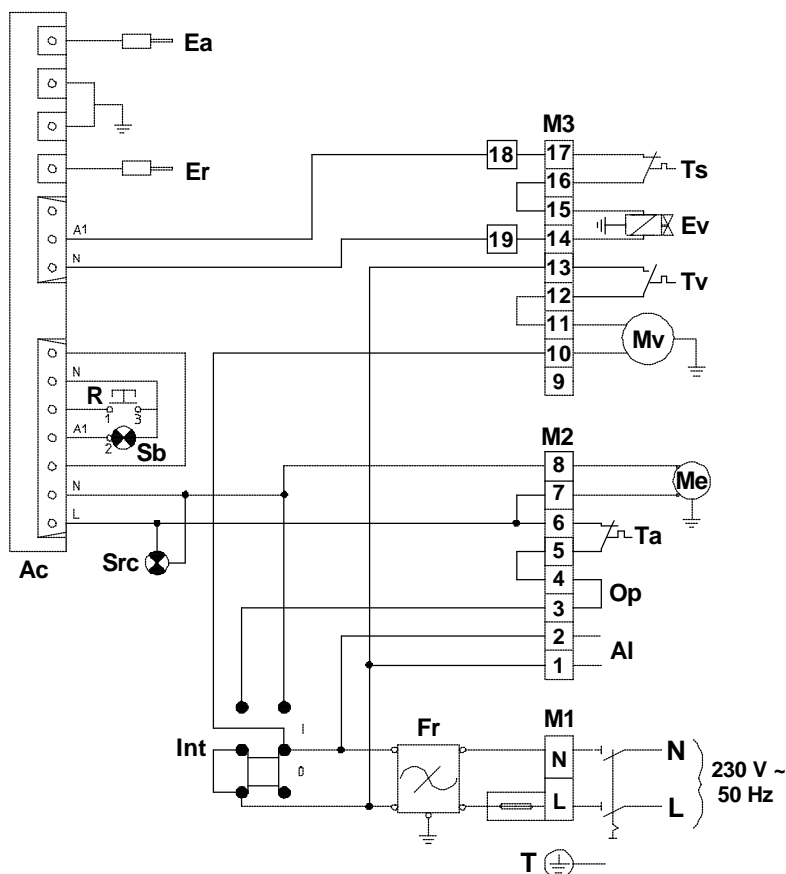 Ea
Er
A1
N
N
R
1
3
A1
2
Sb
N
L
Ac
Src
M3
18
17
16
15
19
14
13
12
11
10
9
Ts
Ev
Tv
Mv
M2
8
7
6
5
4
3
2
1
Me
Ta
Op
Al
Int
I
0
Fr
M1
N
L
N
L
230 V ~
50 Hz
T